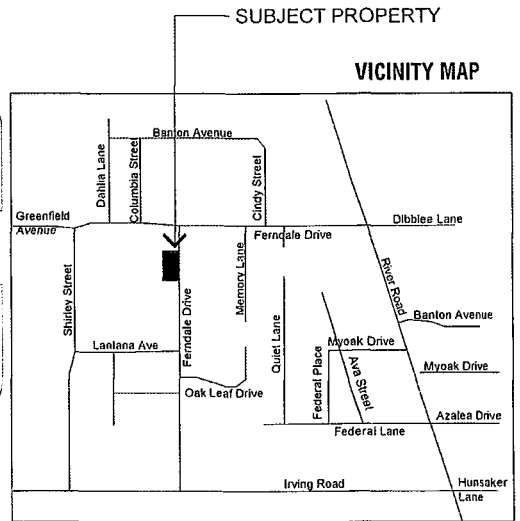 SUBJECT PROPERTY
VICINITY MAP
Banton Avenue
Dahlia Lane
Columbia Street
Cindy Street
Greenfield
Avenue
Dibblee Lane
Ferndale Drive
Shirley Street
Ferndale Drive
Memory Lane
Quiet Lane
River Road
Banton Avenue
Lantana Ave
Myoak Drive
Federal Place
Ava Street
Myoak Drive
Oak Leaf Drive
Azalea Drive
Federal Lane
Irving Road
Hunsaker
Lane